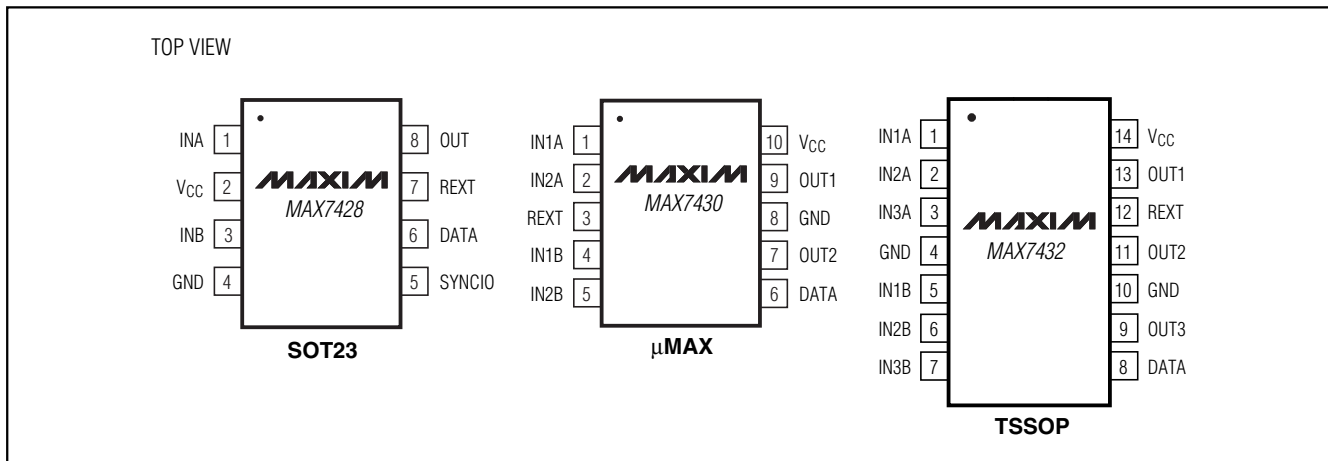 TOP VIEW
INA 1
VCC 2
INB 3
GND 4
MAXIM
MAX7428
8 OUT
7 REXT
6 DATA
5 SYNCIO
SOT23
IN1A 1
IN2A 2
REXT 3
IN1B 4
IN2B 5
MAXIM
MAX7430
10 VCC
9 OUT1
8 GND
7 OUT2
6 DATA
μMAX
IN1A 1
IN2A 2
IN3A 3
GND 4
IN1B 5
IN2B 6
IN3B 7
MAXIM
MAX7432
14 VCC
13 OUT1
12 REXT
11 OUT2
10 GND
9 OUT3
8 DATA
TSSOP